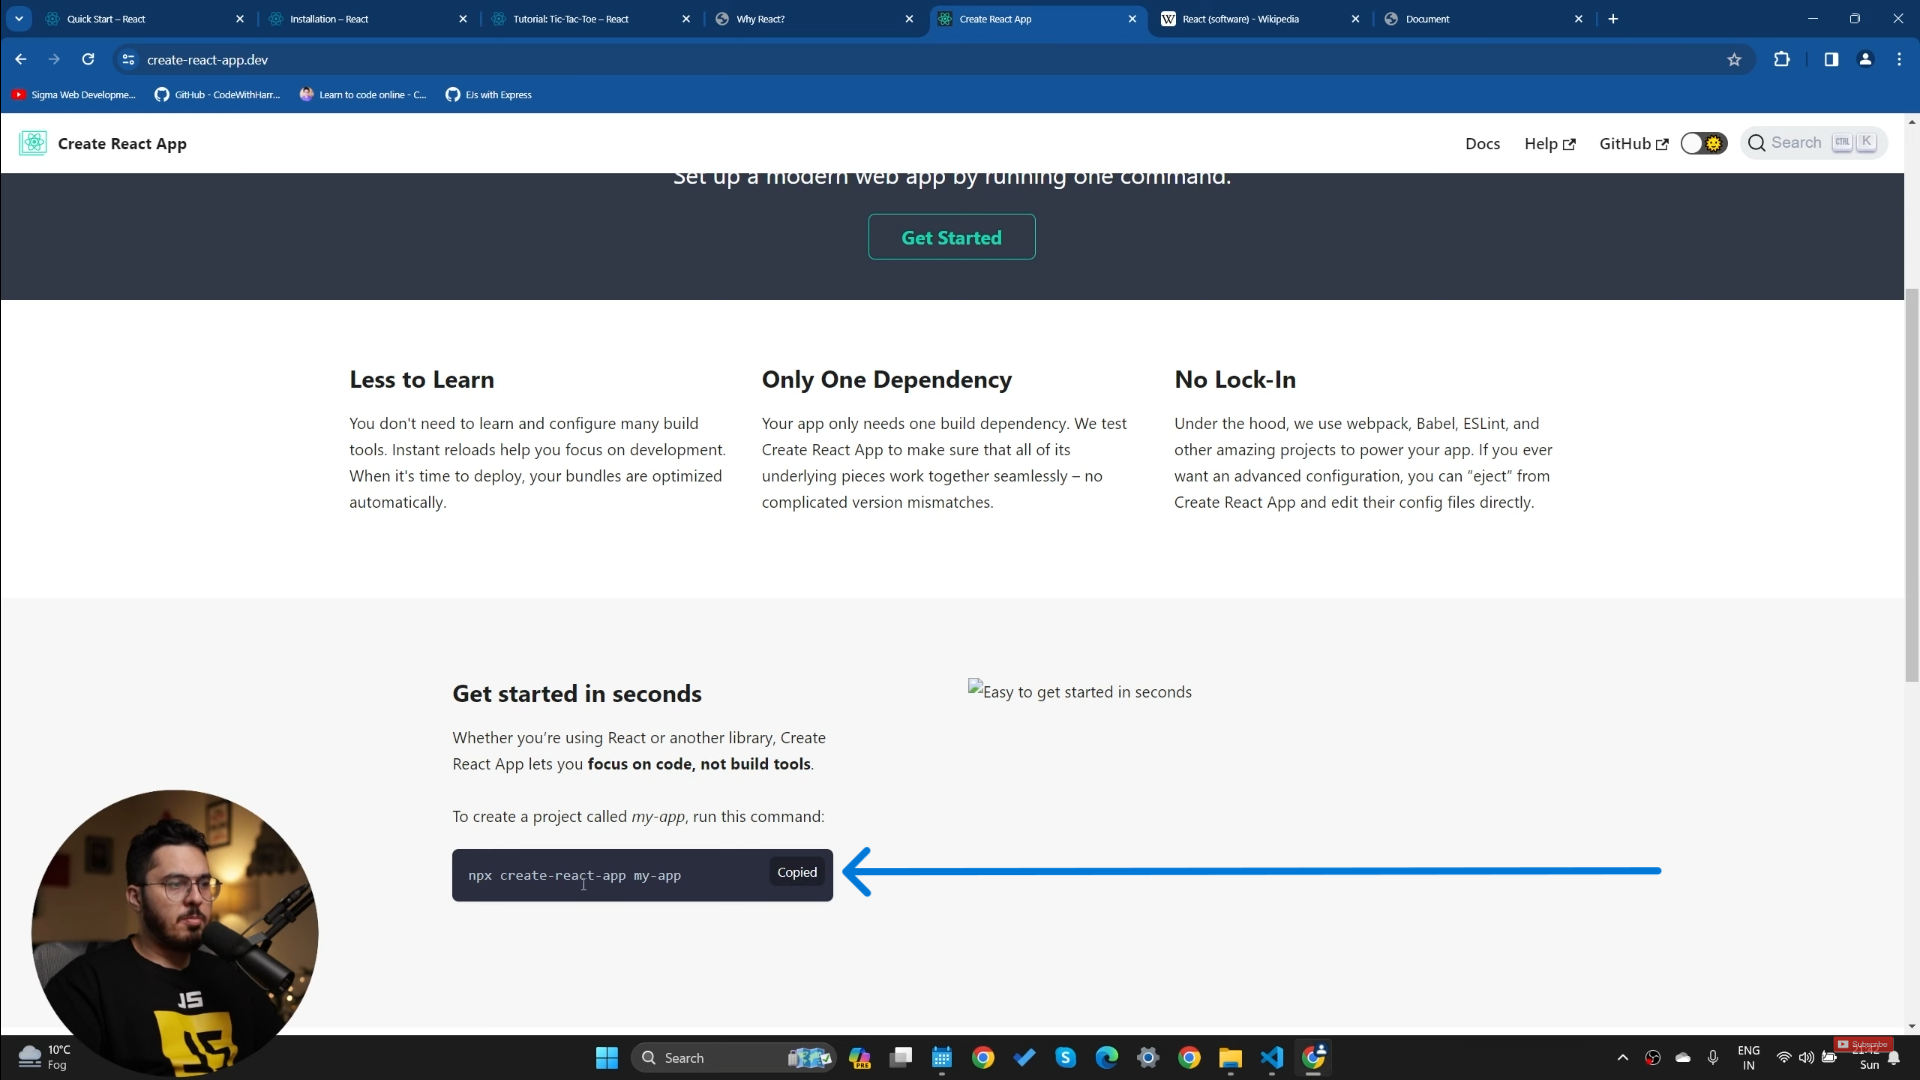 Quick Start – React
Installation – React
Tutorial: Tic-Tac-Toe – React
Why React?
Create React App
React (software) - Wikipedia
Document
create-react-app.dev
Sigma Web Developme...
GitHub - CodeWithHarr...
Learn to code online - C...
EJs with Express
Create React App
Docs
Help
GitHub
Search
CTRL
K
Set up a modern web app by running one command.
Get Started
Less to Learn
You don't need to learn and configure many build
tools. Instant reloads help you focus on development.
When it's time to deploy, your bundles are optimized
automatically.
Only One Dependency
Your app only needs one build dependency. We test
Create React App to make sure that all of its
underlying pieces work together seamlessly – no
complicated version mismatches.
No Lock-In
Under the hood, we use webpack, Babel, ESLint, and
other amazing projects to power your app. If you ever
want an advanced configuration, you can “eject” from
Create React App and edit their config files directly.
Get started in seconds
Whether you’re using React or another library, Create
React App lets you focus on code, not build tools.
To create a project called my-app, run this command:
npx create-react-app my-app
Copied
Easy to get started in seconds
JS
JS
10°C
Fog
Search
PRE
ENG
IN
Subscribe
Sun